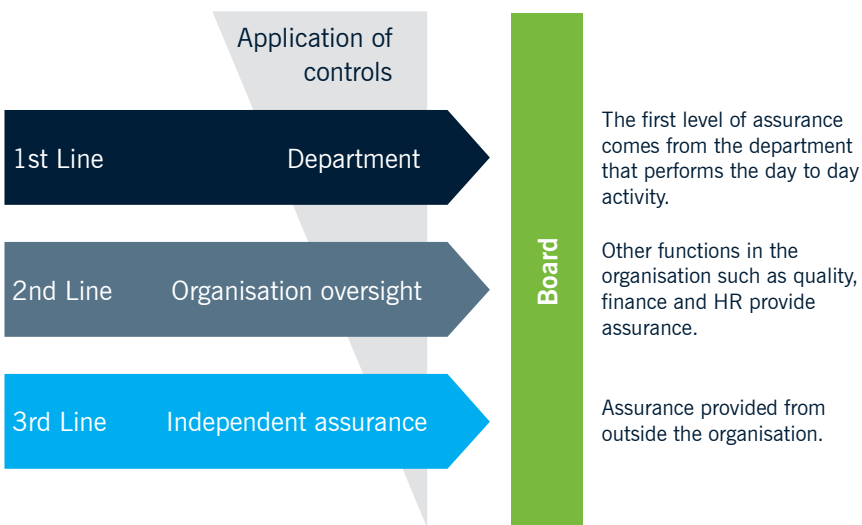 Application of
controls
1st Line
Department
The first level of assurance
comes from the department
that performs the day to day
activity.
2nd Line
Organisation oversight
Board
Other functions in the
organisation such as quality,
finance and HR provide
assurance.
3rd Line
Independent assurance
Assurance provided from
outside the organisation.